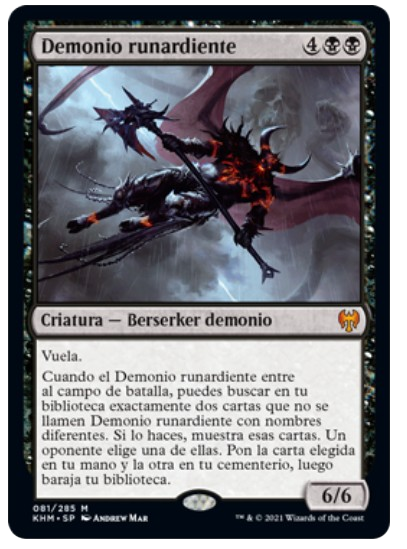 Demonio runardiente 4
Criatura — Berserker demonio
Vuela.
Cuando el Demonio runardiente entre
al campo de batalla, puedes buscar en tu
biblioteca exactamente dos cartas que no se
llamen Demonio runardiente con nombres
diferentes. Si lo haces, muestra esas cartas. Un
oponente elige una de ellas. Pon la carta elegida
en tu mano y la otra en tu cementerio, luego
baraja tu biblioteca.
6/6
081/285 M
KHM • SP Andrew Mar
™ & © 2021 Wizards of the Coast